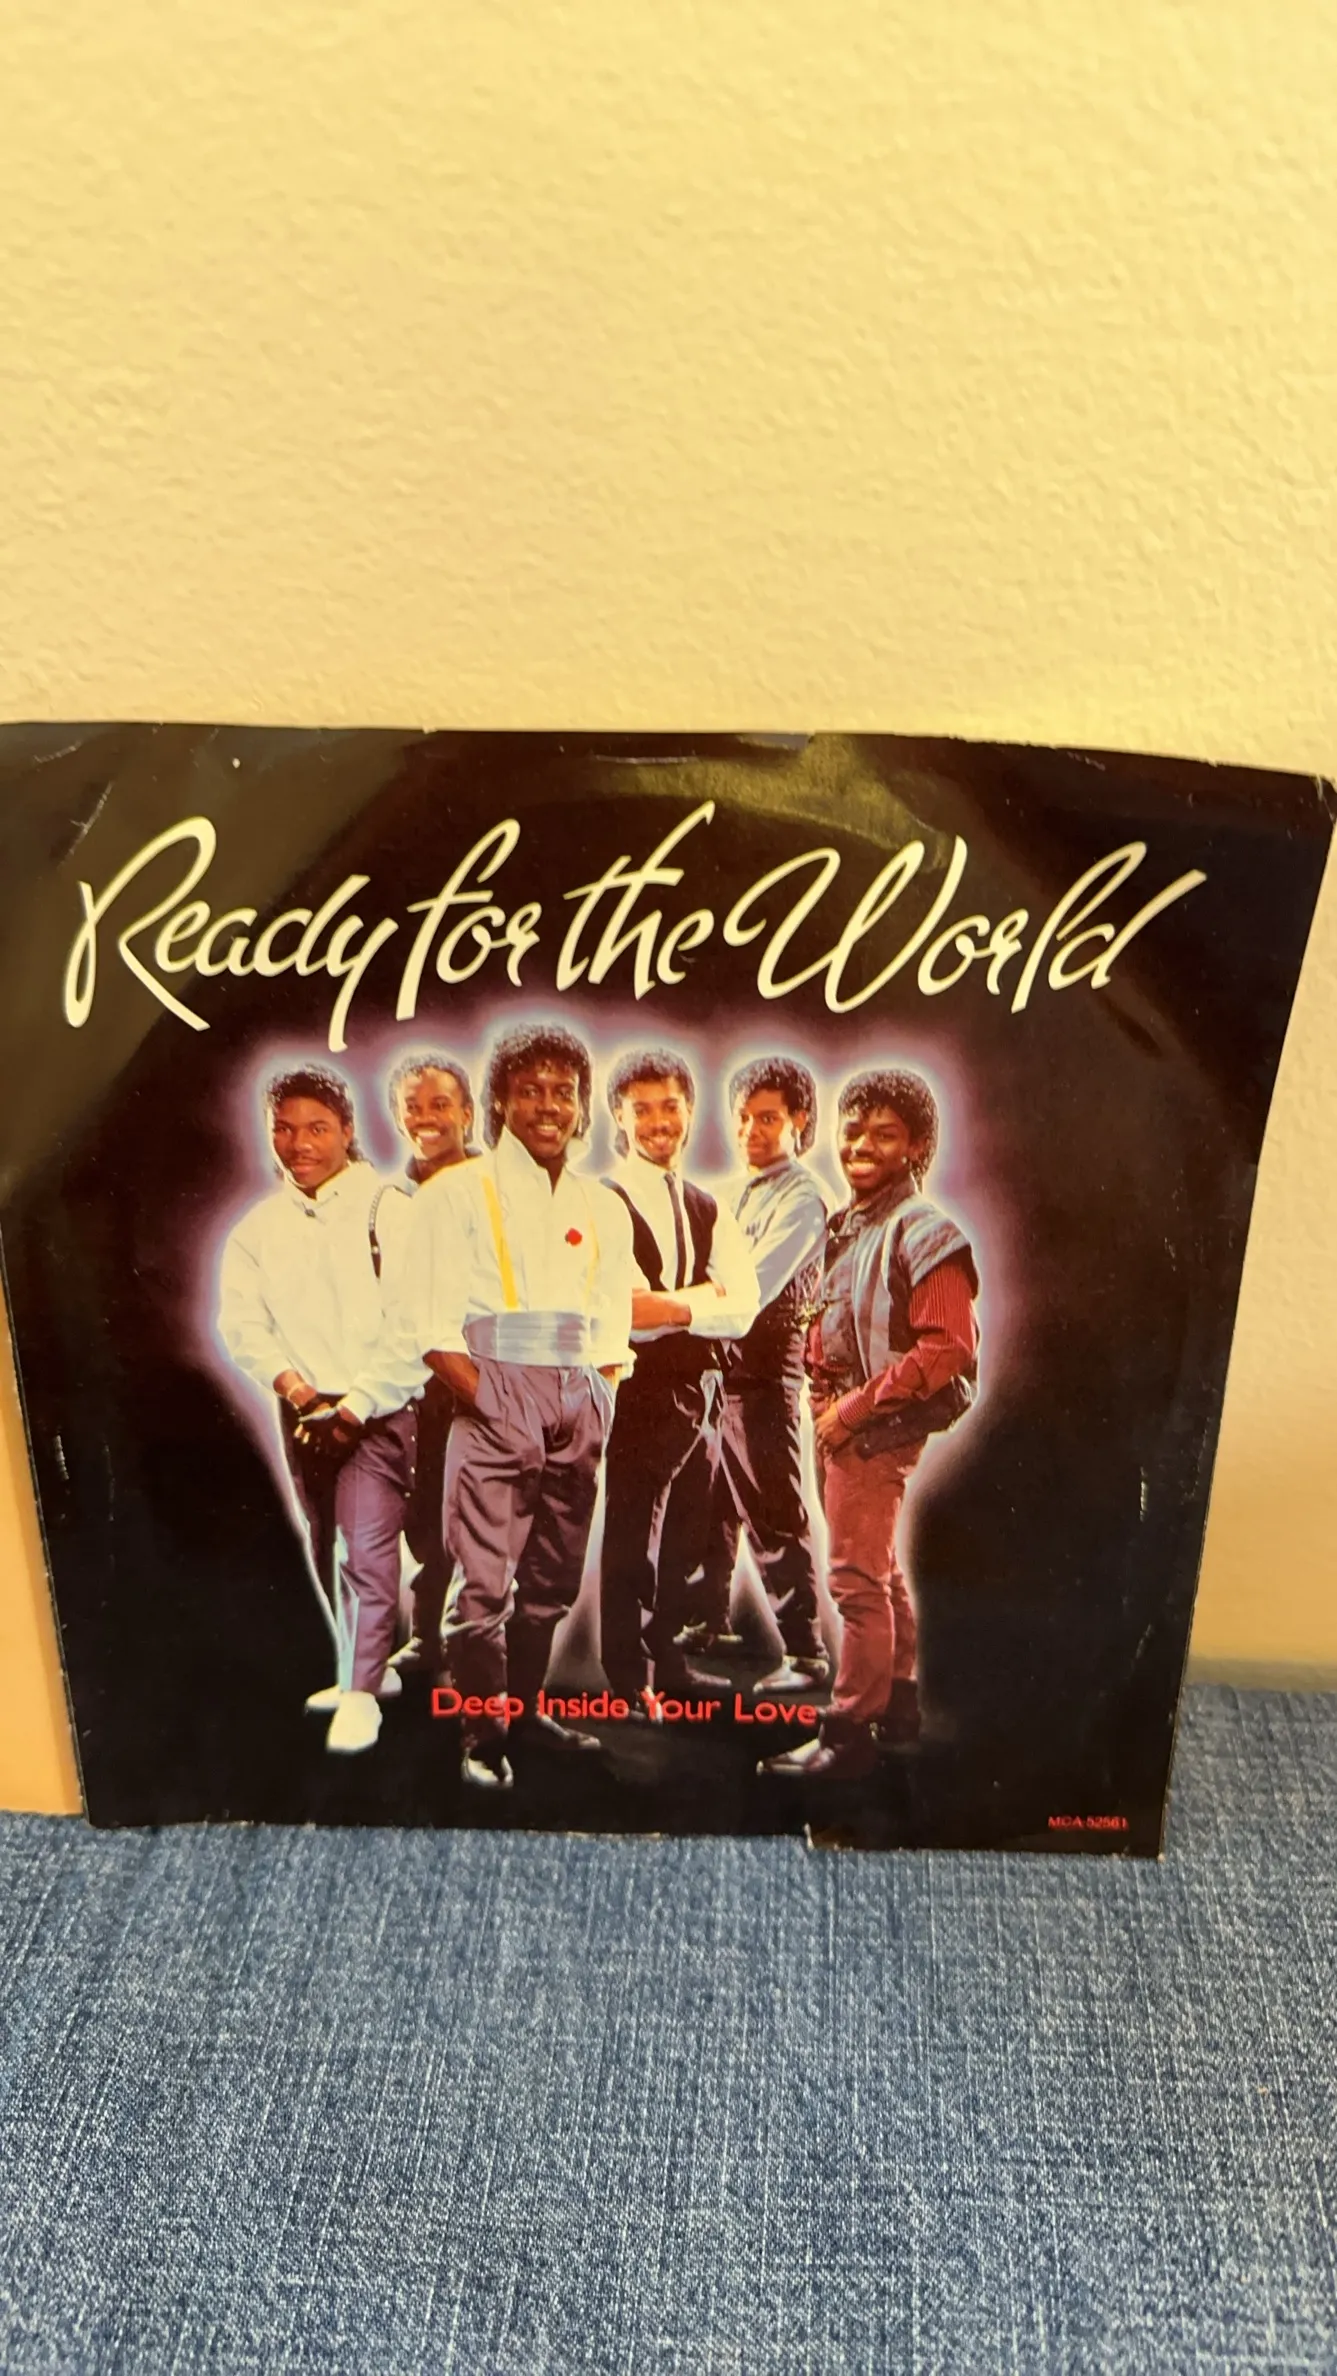 Ready for the World
Deep Inside Your Love
MCA 52561